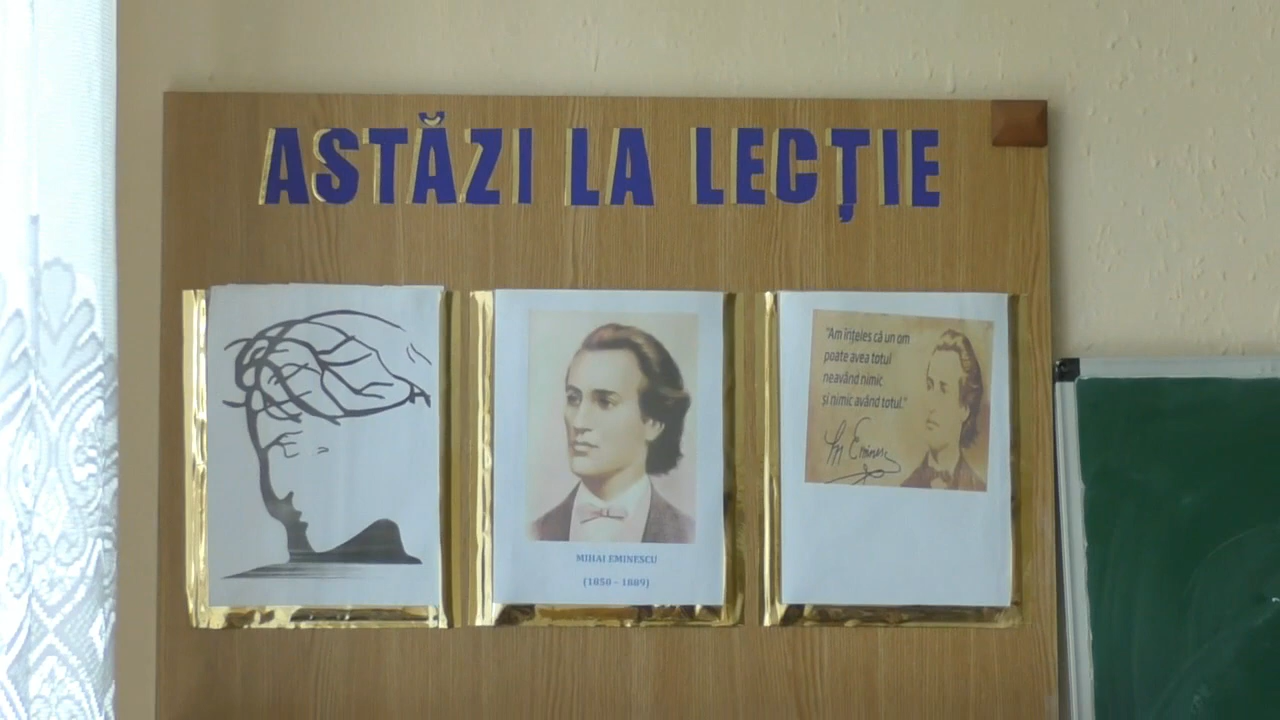 ASTĂZI LA LECȚIE
MIHAI EMINESCU
(1850 - 1889)
"Am înțeles că un om
poate avea totul
neavând nimic
și nimic având totul."
M Eminescu